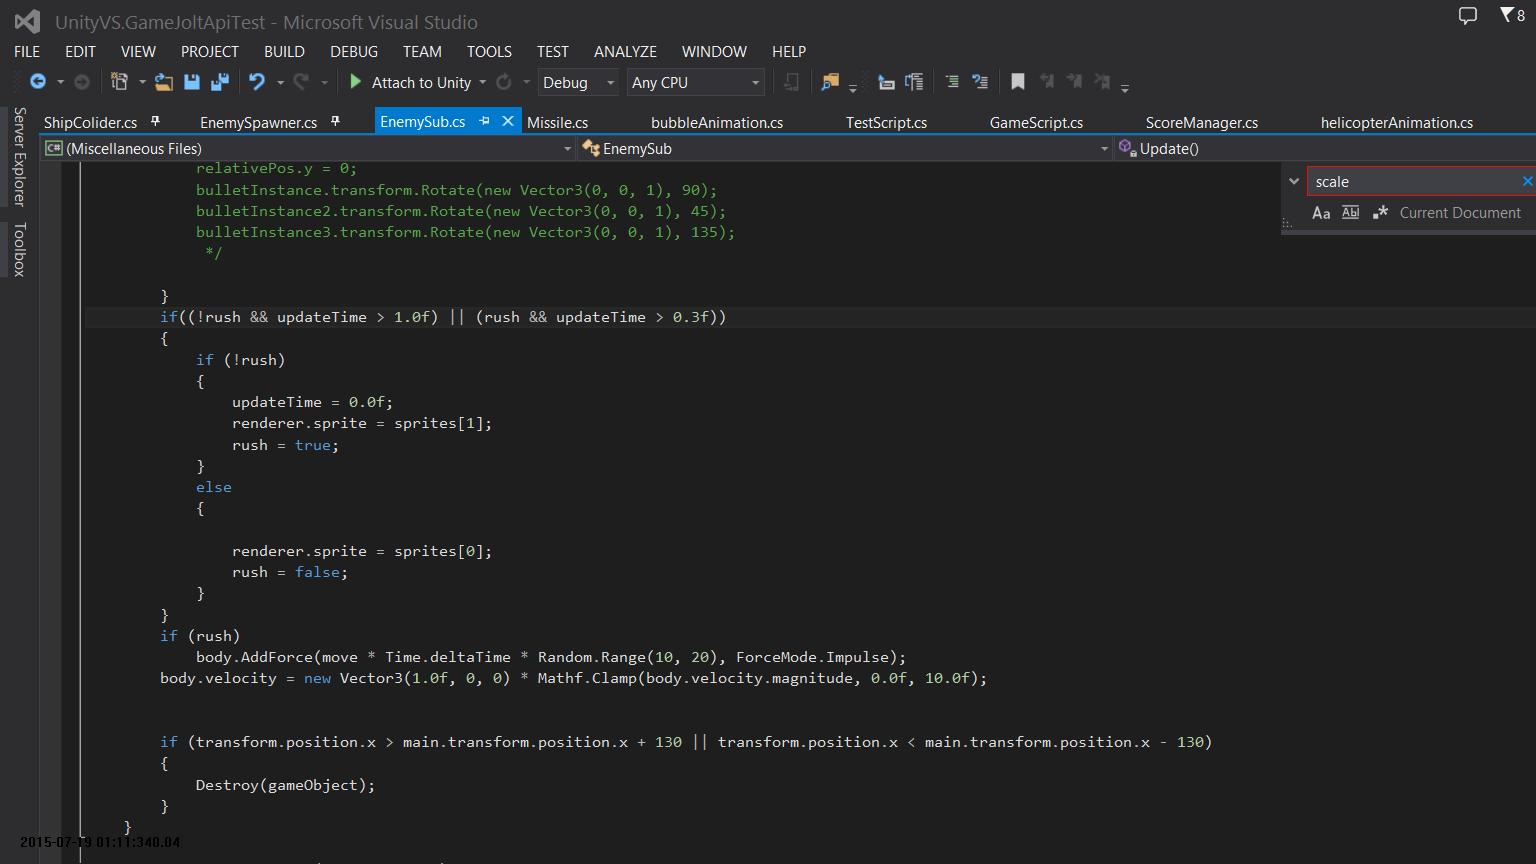 UnityVS.GameJoltApiTest - Microsoft Visual Studio
8
FILE EDIT VIEW PROJECT BUILD DEBUG TEAM TOOLS TEST ANALYZE WINDOW HELP
Attach to Unity Debug Any CPU
Server Explorer
Toolbox
ShipColider.cs EnemySpawner.cs EnemySub.cs Missile.cs bubbleAnimation.cs TestScript.cs GameScript.cs ScoreManager.cs helicopterAnimation.cs
C# (Miscellaneous Files) EnemySub Update()
scale
Aa Abl .* Current Document
relativePos.y = 0;
bulletInstance.transform.Rotate(new Vector3(0, 0, 1), 90);
bulletInstance2.transform.Rotate(new Vector3(0, 0, 1), 45);
bulletInstance3.transform.Rotate(new Vector3(0, 0, 1), 135);
*/
}
if((!rush && updateTime > 1.0f) || (rush && updateTime > 0.3f))
{
if (!rush)
{
updateTime = 0.0f;
renderer.sprite = sprites[1];
rush = true;
}
else
{
renderer.sprite = sprites[0];
rush = false;
}
}
if (rush)
body.AddForce(move * Time.deltaTime * Random.Range(10, 20), ForceMode.Impulse);
body.velocity = new Vector3(1.0f, 0, 0) * Mathf.Clamp(body.velocity.magnitude, 0.0f, 10.0f);
if (transform.position.x > main.transform.position.x + 130 || transform.position.x < main.transform.position.x - 130)
{
Destroy(gameObject);
}
}
2015-07-19 01:11:340.04